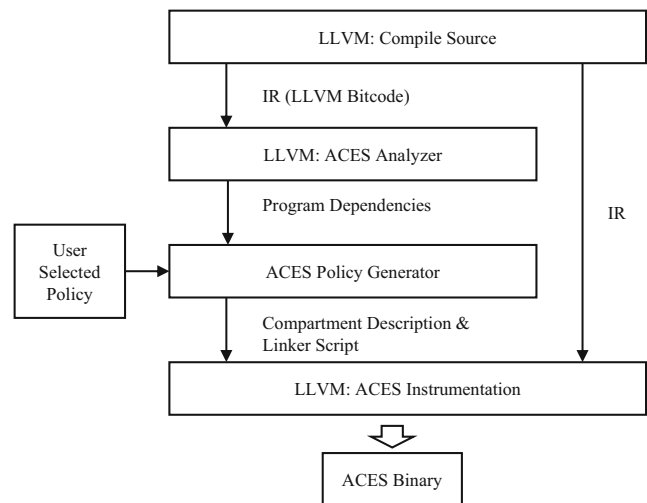 LLVM: Compile Source
IR (LLVM Bitcode)
LLVM: ACES Analyzer
Program Dependencies
IR
User
Selected
Policy
ACES Policy Generator
Compartment Description &
Linker Script
LLVM: ACES Instrumentation
ACES Binary